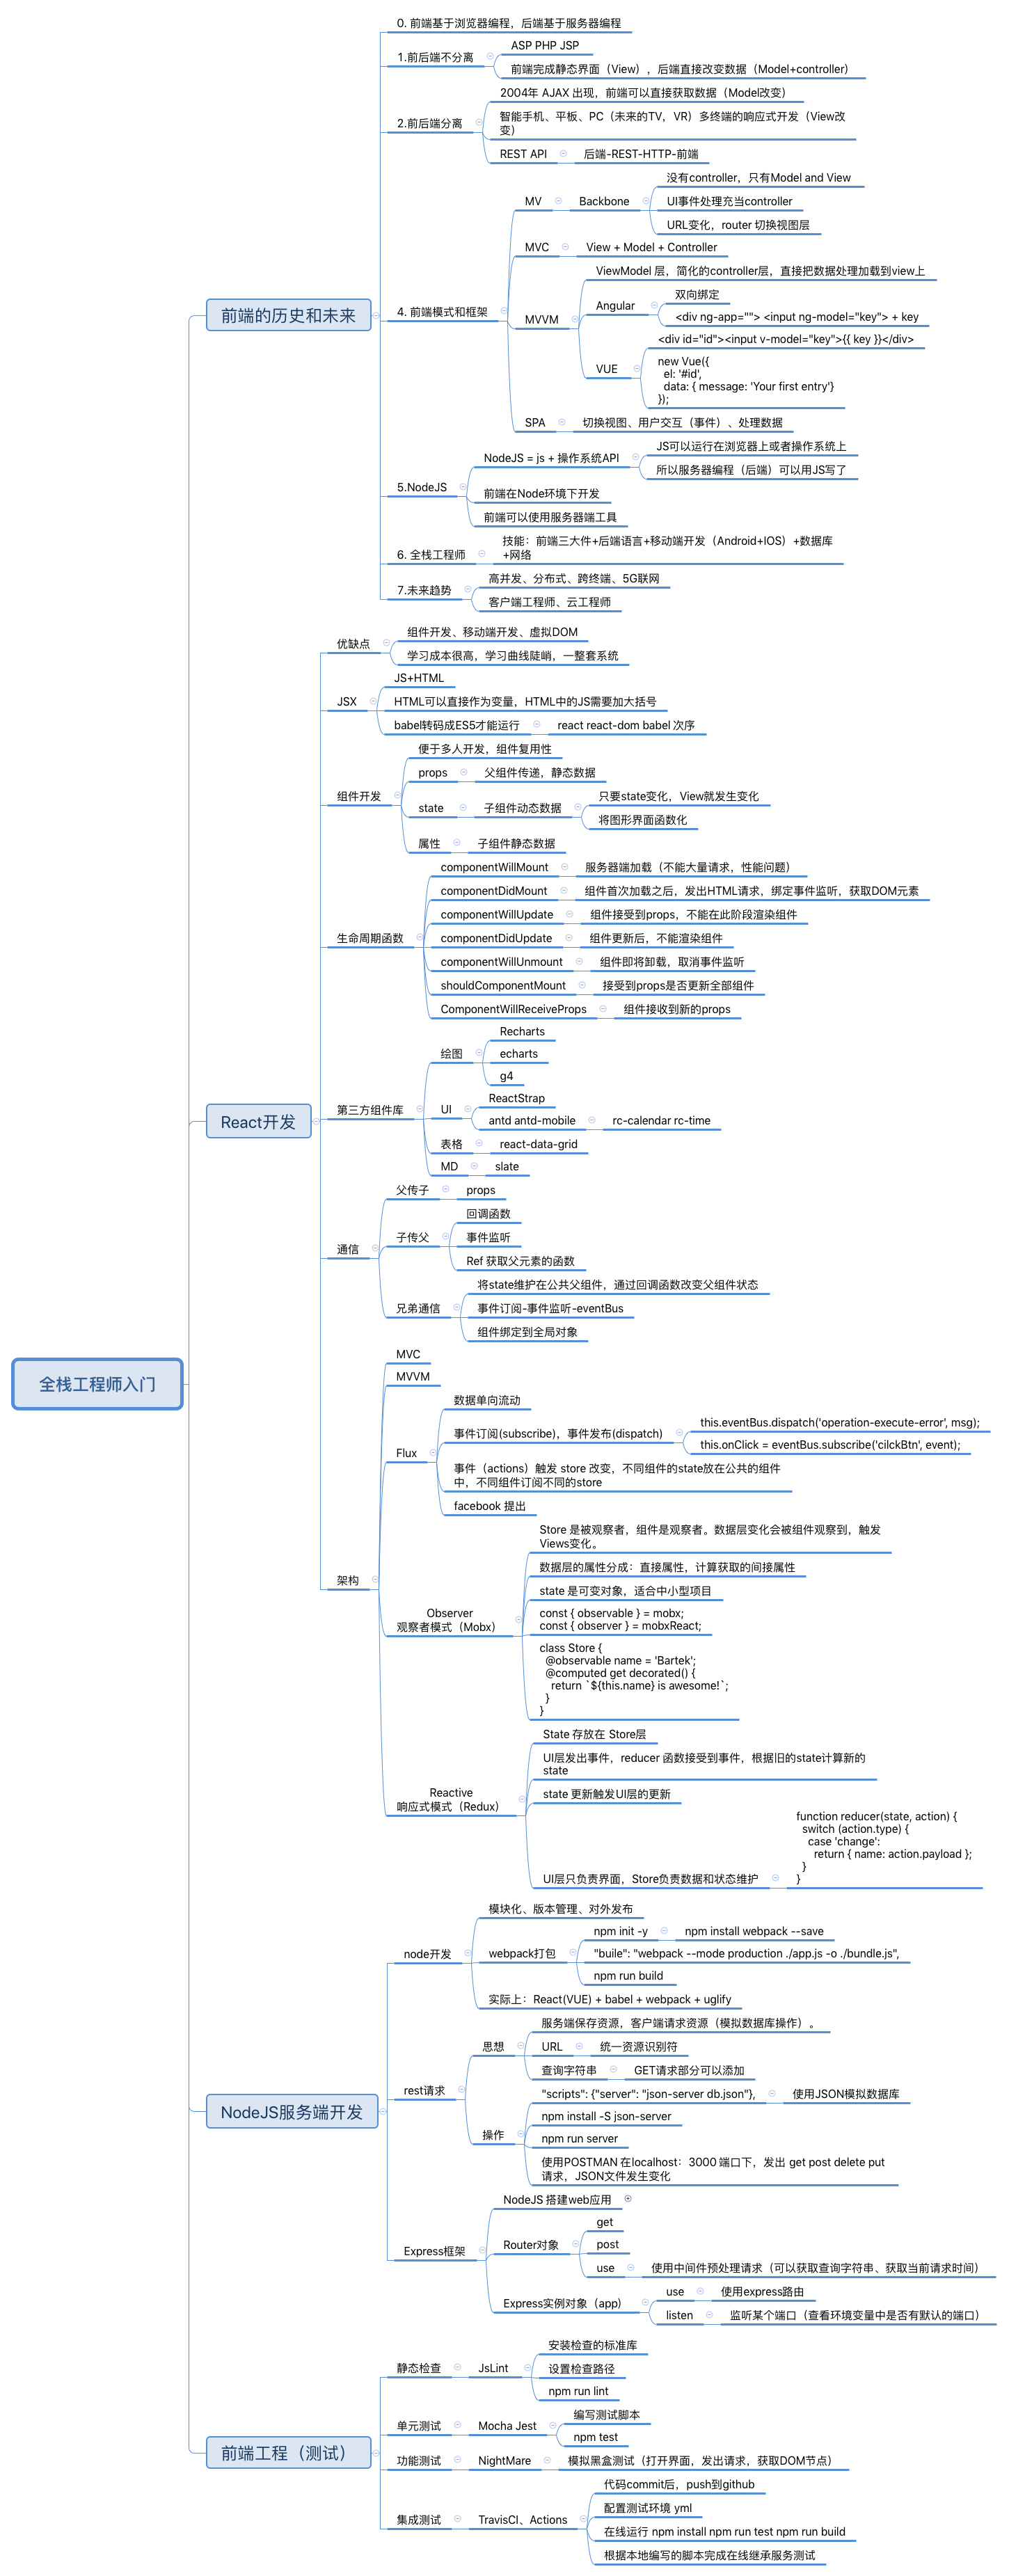 全栈工程师入门
前端的历史和未来
0. 前端基于浏览器编程，后端基于服务器编程
1.前后端不分离
ASP PHP JSP
前端完成静态界面（View），后端直接改变数据（Model+controller）
2.前后端分离
2004年 AJAX 出现，前端可以直接获取数据（Model改变）
智能手机、平板、PC（未来的TV，VR）多终端的响应式开发（View改
变）
REST API
后端-REST-HTTP-前端
4. 前端模式和框架
MV
Backbone
没有controller，只有Model and View
UI事件处理充当controller
URL变化，router 切换视图层
MVC
View + Model + Controller
MVVM
ViewModel 层，简化的controller层，直接把数据处理加载到view上
Angular
双向绑定
<div ng-app=""> <input ng-model="key"> + key
VUE
<div id="id"><input v-model="key">{{ key }}</div>
new Vue({
el: '#id',
data: { message: 'Your first entry'}
});
SPA
切换视图、用户交互（事件）、处理数据
5.NodeJS
NodeJS = js + 操作系统API
JS可以运行在浏览器上或者操作系统上
所以服务器编程（后端）可以用JS写了
前端在Node环境下开发
前端可以使用服务器端工具
6. 全栈工程师
技能：前端三大件+后端语言+移动端开发（Android+IOS）+数据库
+网络
7.未来趋势
高并发、分布式、跨终端、5G联网
客户端工程师、云工程师
React开发
优缺点
组件开发、移动端开发、虚拟DOM
学习成本很高，学习曲线陡峭，一整套系统
JSX
JS+HTML
HTML可以直接作为变量，HTML中的JS需要加大括号
babel转码成ES5才能运行
react react-dom babel 次序
组件开发
便于多人开发，组件复用性
props
父组件传递，静态数据
state
子组件动态数据
只要state变化，View就发生变化
将图形界面函数化
属性
子组件静态数据
生命周期函数
componentWillMount
服务器端加载（不能大量请求，性能问题）
componentDidMount
组件首次加载之后，发出HTML请求，绑定事件监听，获取DOM元素
componentWillUpdate
组件接受到props，不能在此阶段渲染组件
componentDidUpdate
组件更新后，不能渲染组件
componentWillUnmount
组件即将卸载，取消事件监听
shouldComponentMount
接受到props是否更新全部组件
ComponentWillReceiveProps
组件接收到新的props
第三方组件库
绘图
Recharts
echarts
g4
UI
ReactStrap
antd antd-mobile
rc-calendar rc-time
表格
react-data-grid
MD
slate
通信
父传子
props
子传父
回调函数
事件监听
Ref 获取父元素的函数
兄弟通信
将state维护在公共父组件，通过回调函数改变父组件状态
事件订阅-事件监听-eventBus
组件绑定到全局对象
架构
MVC
MVVM
Flux
数据单向流动
事件订阅(subscribe)，事件发布(dispatch)
this.eventBus.dispatch('operation-execute-error', msg);
this.onClick = eventBus.subscribe('cilckBtn', event);
事件（actions）触发 store 改变，不同组件的state放在公共的组件
中，不同组件订阅不同的store
facebook 提出
Observer
观察者模式（Mobx）
Store 是被观察者，组件是观察者。数据层变化会被组件观察到，触发
Views变化。
数据层的属性分成：直接属性，计算获取的间接属性
state 是可变对象，适合中小型项目
const { observable } = mobx;
const { observer } = mobxReact;
class Store {
@observable name = 'Bartek';
@computed get decorated() {
return `${this.name} is awesome!`;
}
}
Reactive
响应式模式（Redux）
State 存放在 Store层
UI层发出事件，reducer 函数接受到事件，根据旧的state计算新的
state
state 更新触发UI层的更新
UI层只负责界面，Store负责数据和状态维护
function reducer(state, action) {
switch (action.type) {
case 'change':
return { name: action.payload };
}
}
NodeJS服务端开发
node开发
模块化、版本管理、对外发布
webpack打包
npm init -y
npm install webpack --save
"buile": "webpack --mode production ./app.js -o ./bundle.js",
npm run build
实际上：React(VUE) + babel + webpack + uglify
rest请求
思想
服务端保存资源，客户端请求资源（模拟数据库操作）。
URL
统一资源识别符
查询字符串
GET请求部分可以添加
操作
"scripts": {"server": "json-server db.json"},
使用JSON模拟数据库
npm install -S json-server
npm run server
使用POSTMAN 在localhost：3000 端口下，发出 get post delete put
请求，JSON文件发生变化
Express框架
NodeJS 搭建web应用
Router对象
get
post
use
使用中间件预处理请求（可以获取查询字符串、获取当前请求时间）
Express实例对象（app）
use
使用express路由
listen
监听某个端口（查看环境变量中是否有默认的端口）
前端工程（测试）
静态检查
JsLint
安装检查的标准库
设置检查路径
npm run lint
单元测试
Mocha Jest
编写测试脚本
npm test
功能测试
NightMare
模拟黑盒测试（打开界面，发出请求，获取DOM节点）
集成测试
TravisCI、Actions
代码commit后，push到github
配置测试环境 yml
在线运行 npm install npm run test npm run build
根据本地编写的脚本完成在线继承服务测试